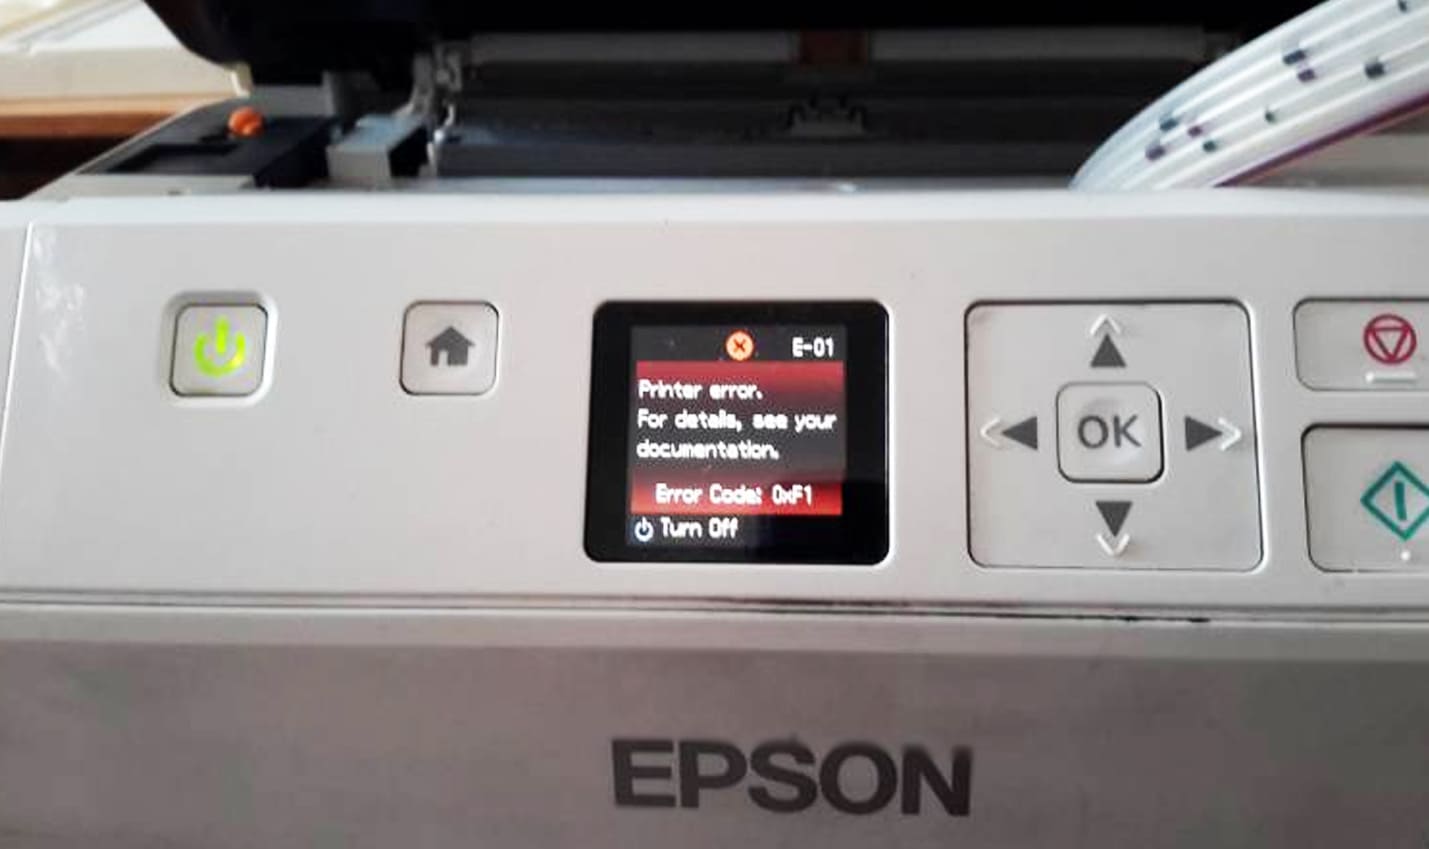 E-01
Printer error.
For details, see your
documentation.
Error Code: 0xF1
Turn Off
OK
EPSON